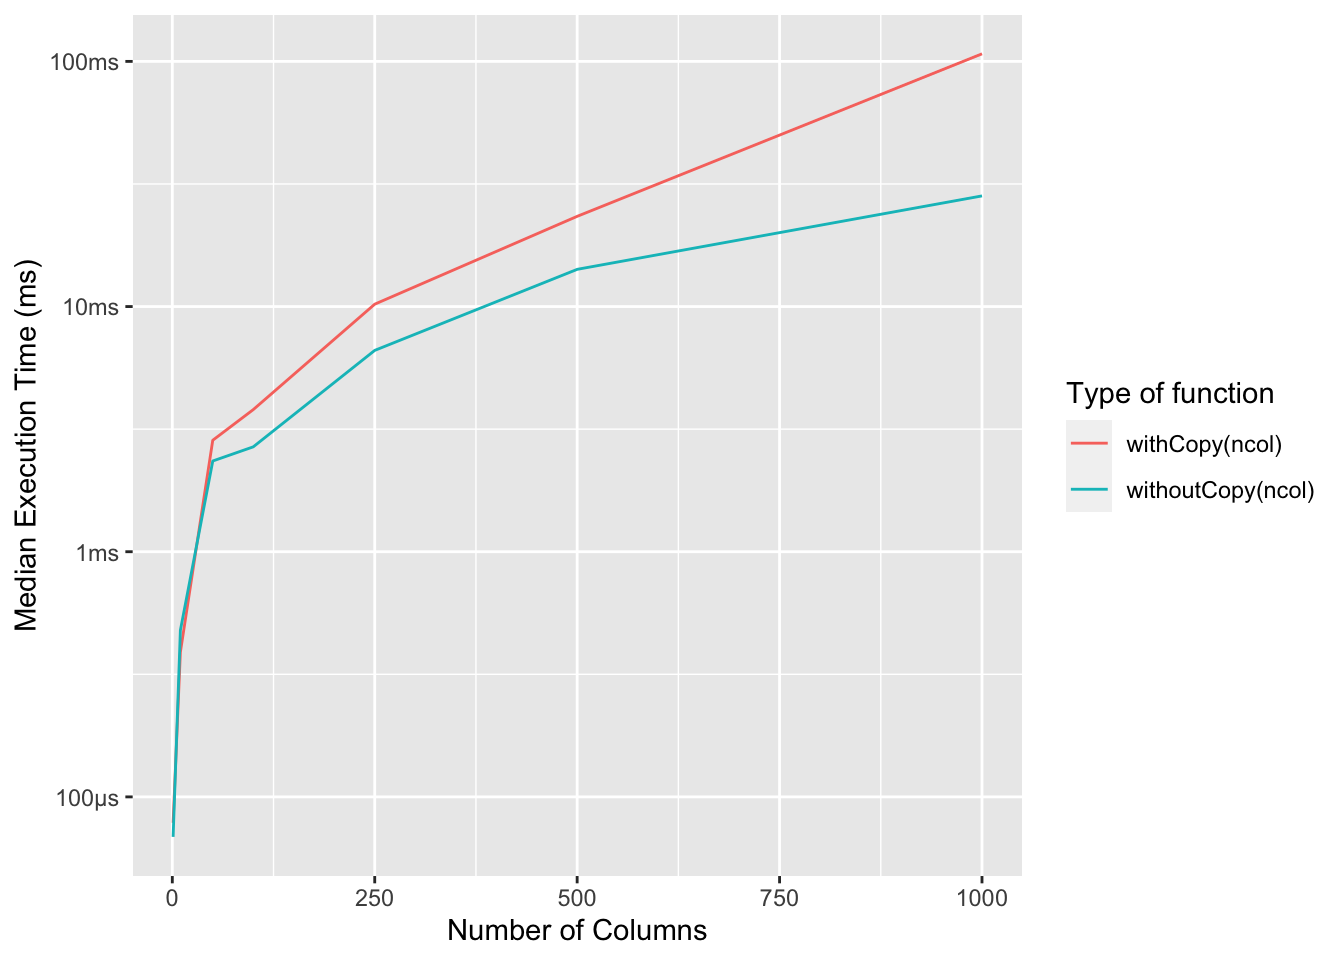 Median Execution Time (ms)
100ms
10ms
1ms
100µs
0
250
500
750
1000
Number of Columns
Type of function
withCopy(ncol)
withoutCopy(ncol)